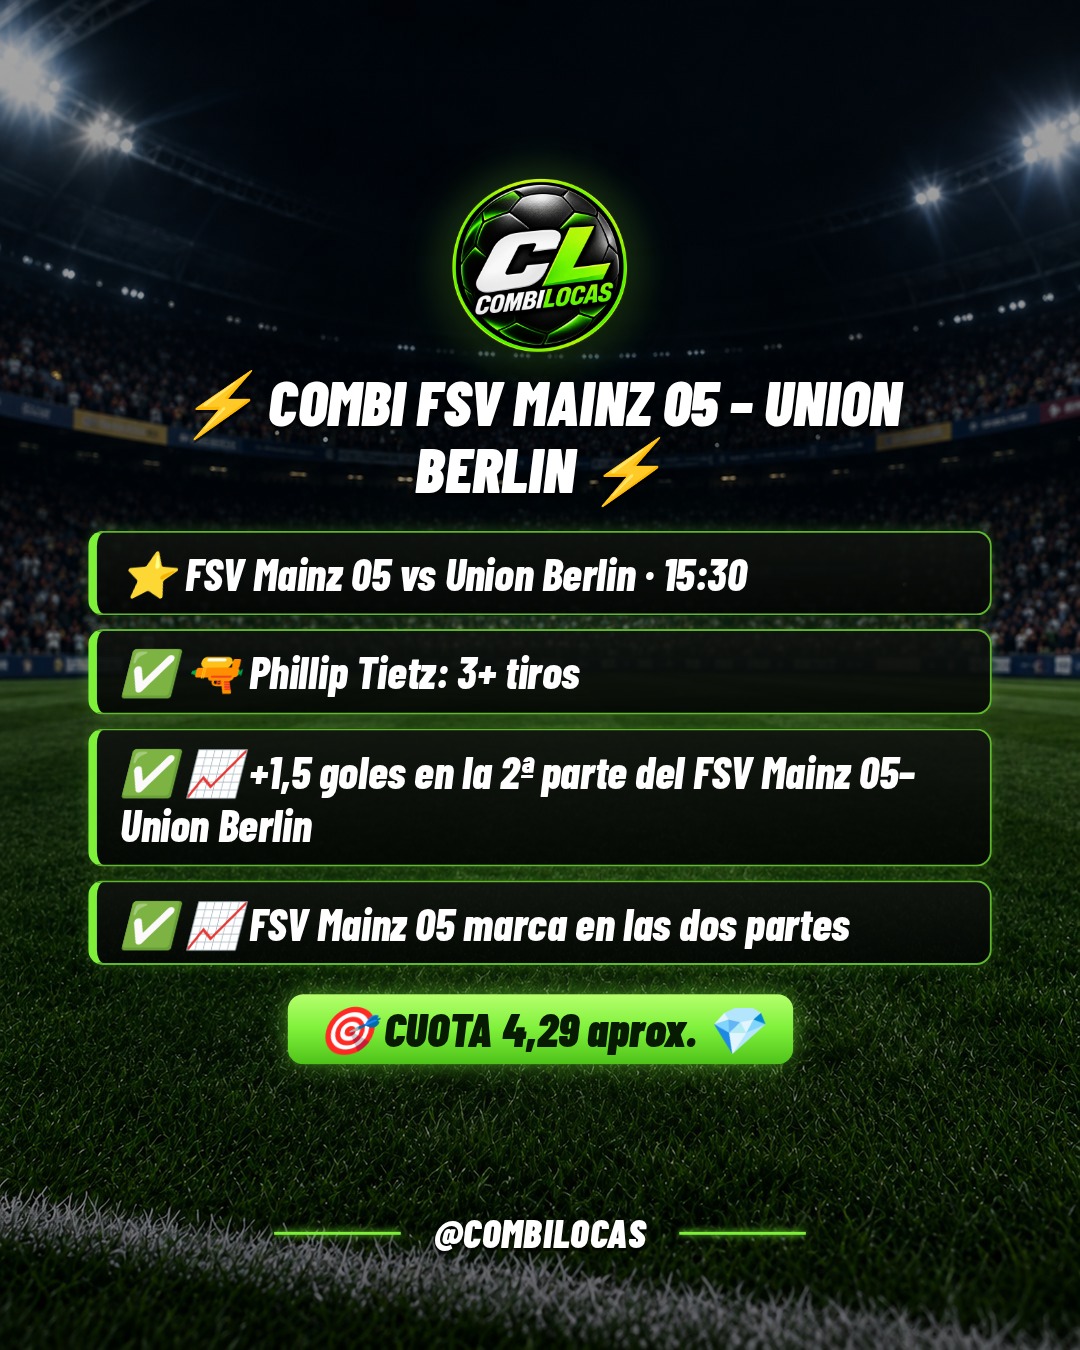 CL
COMBILOCAS
⚡ COMBI FSV MAINZ 05 - UNION
BERLIN ⚡
⭐ FSV Mainz 05 vs Union Berlin · 15:30
✅ 🔫 Phillip Tietz: 3+ tiros
✅ 📈 +1,5 goles en la 2ª parte del FSV Mainz 05-
Union Berlin
✅ 📈 FSV Mainz 05 marca en las dos partes
🎯 CUOTA 4,29 aprox. 💎
@COMBILOCAS